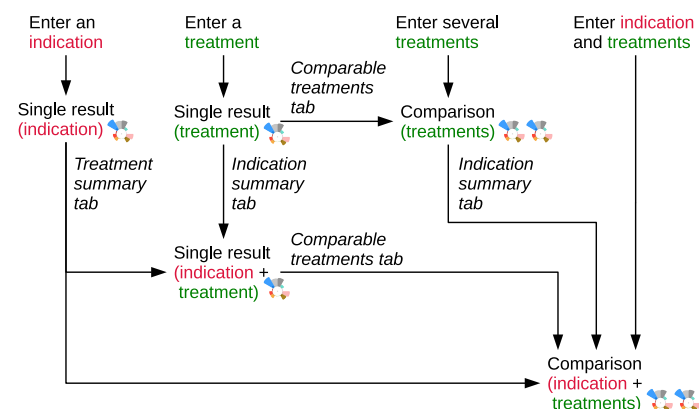 Enter an
indication
Enter a
treatment
Enter several
treatments
Enter indication
and treatments
Comparable
treatments
tab
Single result
(indication)
Single result
(treatment)
Comparison
(treatments)
Treatment
summary
tab
Indication
summary
tab
Indication
summary
tab
Single result
(indication +
treatment)
Comparable
treatments tab
Comparison
(indication +
treatments)